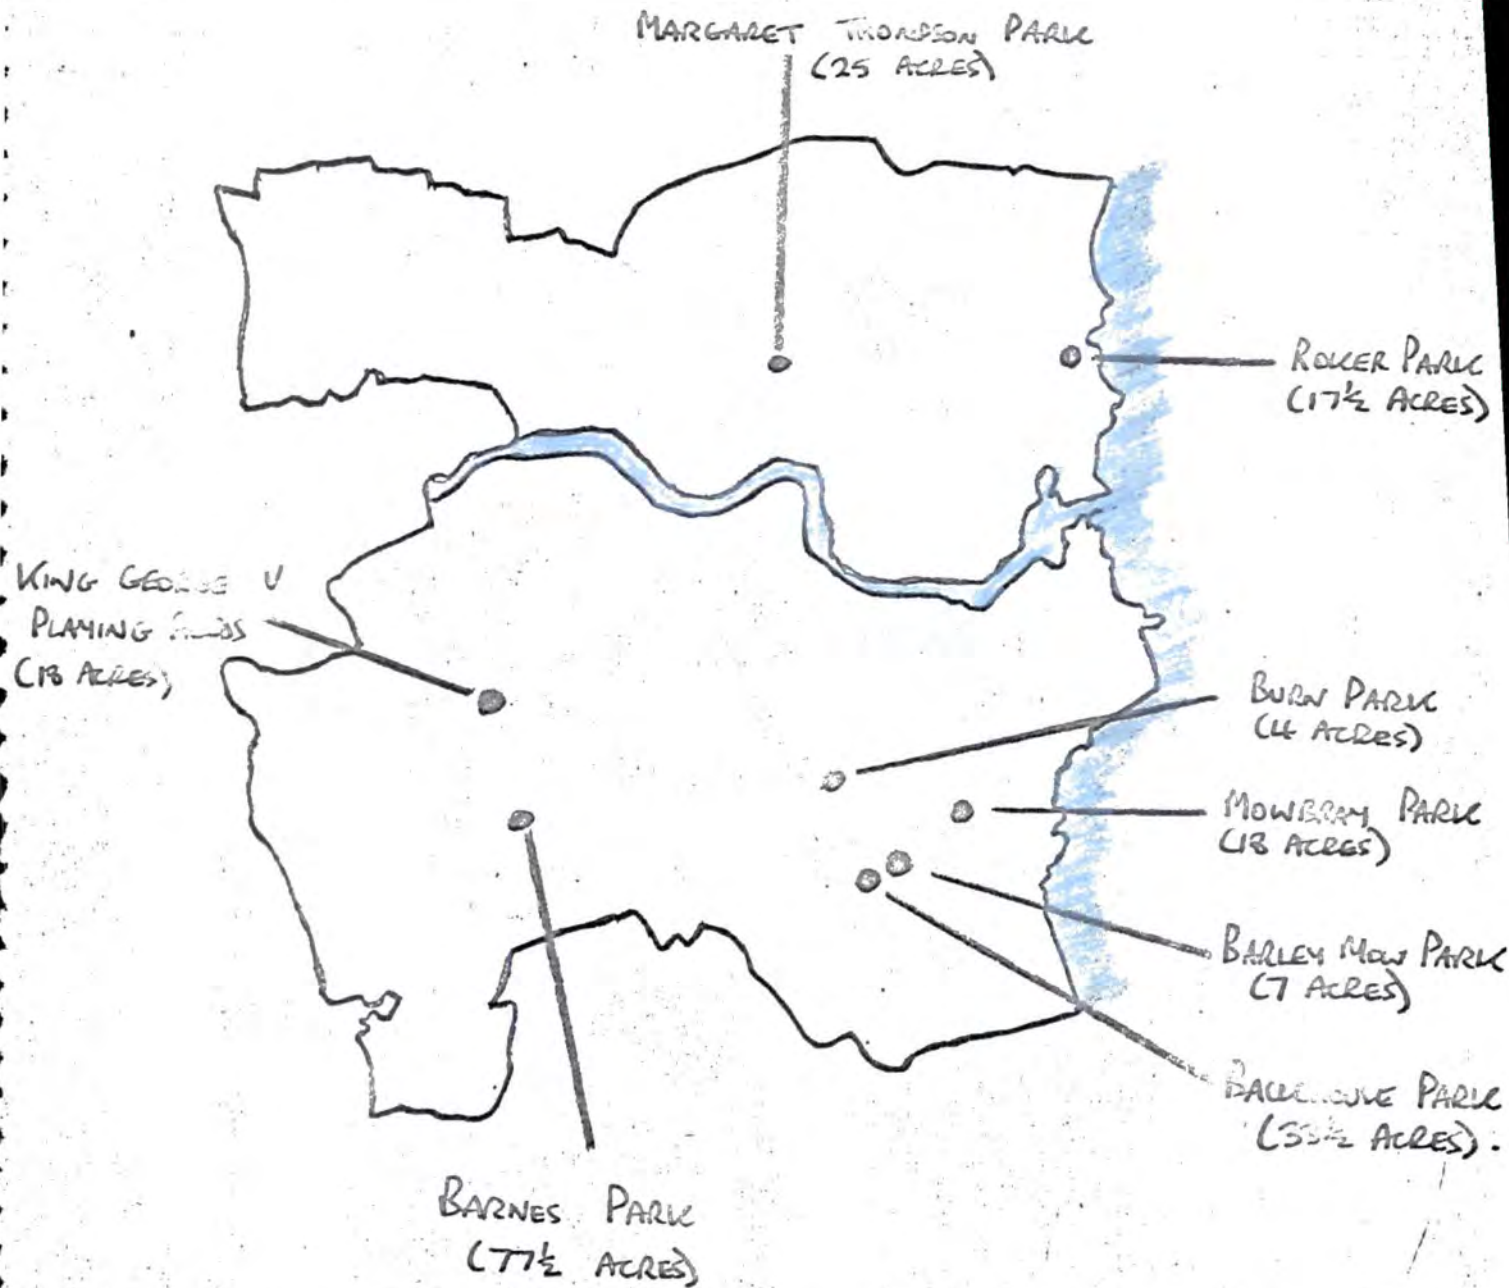 MARGARET THOMPSON PARK
(25 ACRES)
ROKER PARK
(17½ ACRES)
KING GEORGE V
PLAYING
(18 ACRES)
BURN PARK
(4 ACRES)
MOWBRAY PARK
(18 ACRES)
BARLEY MOW PARK
(7 ACRES)
PARK
ACRES).
BARNES PARK
(77½ ACRES)